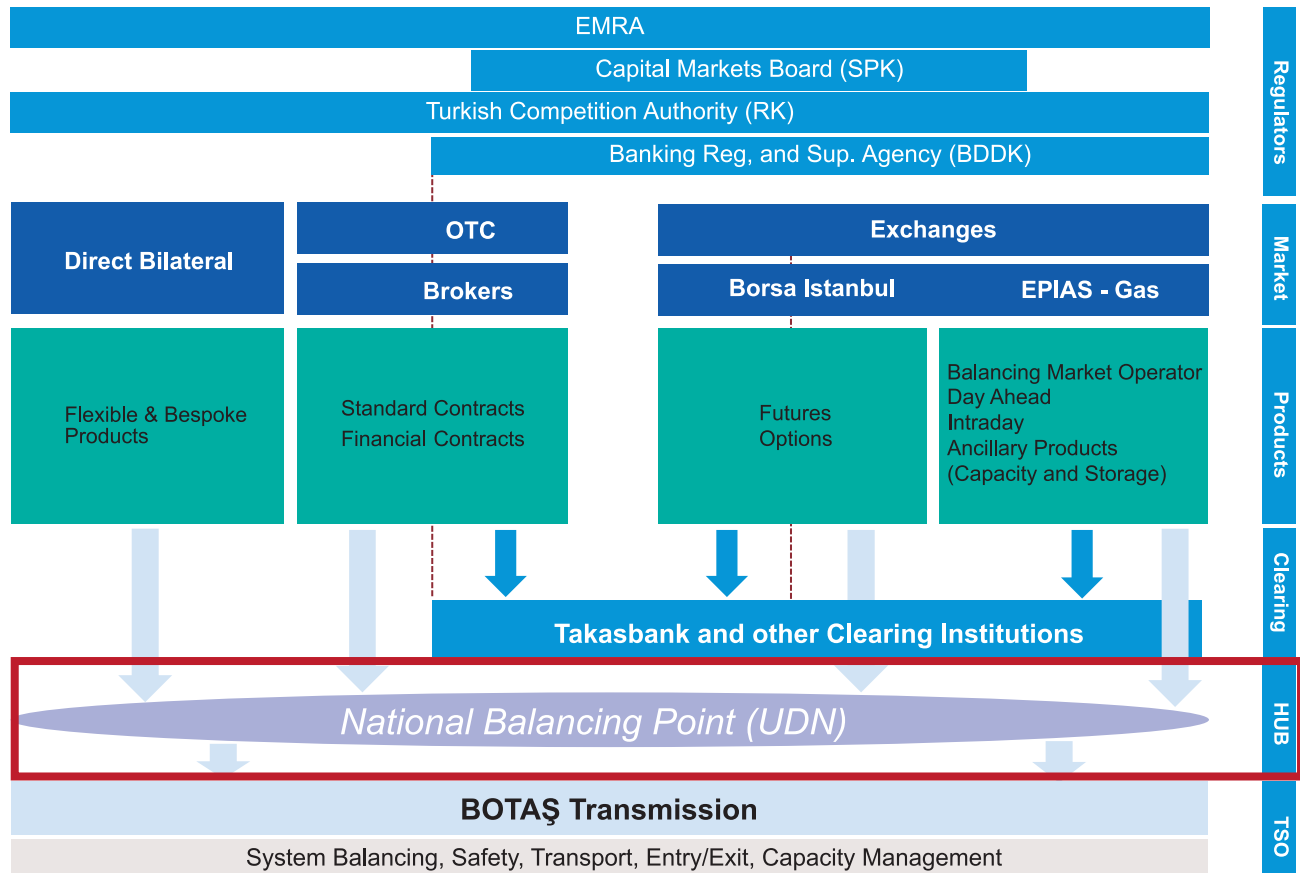 EMRA
Capital Markets Board (SPK)
Turkish Competition Authority (RK)
Banking Reg, and Sup. Agency (BDDK)
Regulators
Direct Bilateral
OTC
Brokers
Exchanges
Borsa Istanbul
EPIAS - Gas
Market
Flexible & Bespoke
Products
Standard Contracts
Financial Contracts
Futures
Options
Balancing Market Operator
Day Ahead
Intraday
Ancillary Products
(Capacity and Storage)
Products
Takasbank and other Clearing Institutions
Clearing
National Balancing Point (UDN)
HUB
BOTAŞ Transmission
System Balancing, Safety, Transport, Entry/Exit, Capacity Management
TSO